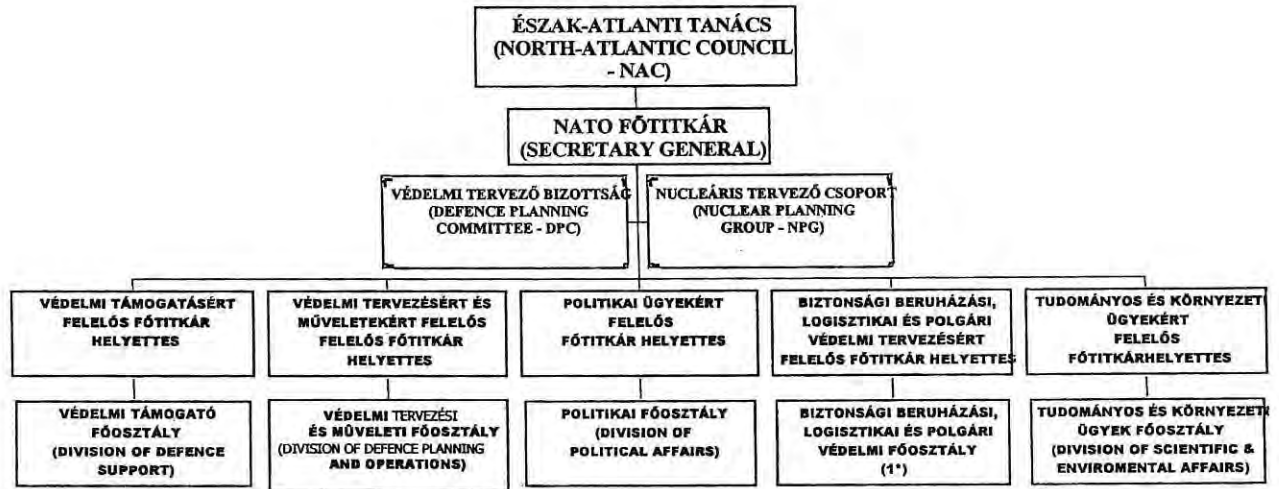 ÉSZAK-ATLANTI TANÁCS
(NORTH-ATLANTIC COUNCIL
- NAC)
NATO FŐTITKÁR
(SECRETARY GENERAL)
VÉDELMI TERVEZŐ BIZOTTSÁG
(DEFENCE PLANNING
COMMITTEE - DPC)
NUCLEÁRIS TERVEZŐ CSOPORT
(NUCLEAR PLANNING
GROUP - NPG)
VÉDELMI TÁMOGATÁSÉRT
FELELŐS FŐTITKÁR
HELYETTES
VÉDELMI TERVEZÉSÉRT ÉS
MŰVELETEKÉRT FELELŐS
FELELŐS FŐTITKÁR
HELYETTES
POLITIKAI ÜGYEKÉRT
FELELŐS
FŐTITKÁR HELYETTES
BIZTONSÁGI BERUHÁZÁSI,
LOGISZTIKAI ÉS POLGÁRI
VÉDELMI TERVEZÉSÉRT
FELELŐS FŐTITKÁR HELYETTES
TUDOMÁNYOS ÉS KÖRNYEZETI
ÜGYEKÉRT
FELELŐS
FŐTITKÁRHELYETTES
VÉDELMI TÁMOGATÓ
FŐOSZTÁLY
(DIVISION OF DEFENCE
SUPPORT)
VÉDELMI TERVEZÉSI
ÉS MŰVELETI FŐOSZTÁLY
(DIVISION OF DEFENCE PLANNING
AND OPERATIONS)
POLITIKAI FŐOSZTÁLY
(DIVISION OF
POLITICAL AFFAIRS)
BIZTONSÁGI BERUHÁZÁSI,
LOGISZTIKAI ÉS POLGÁRI
VÉDELMI FŐOSZTÁLY
(1*)
TUDOMÁNYOS ÉS KÖRNYEZETI
ÜGYEK FŐOSZTÁLY
(DIVISION OF SCIENTIFIC &
ENVIROMENTAL AFFAIRS)